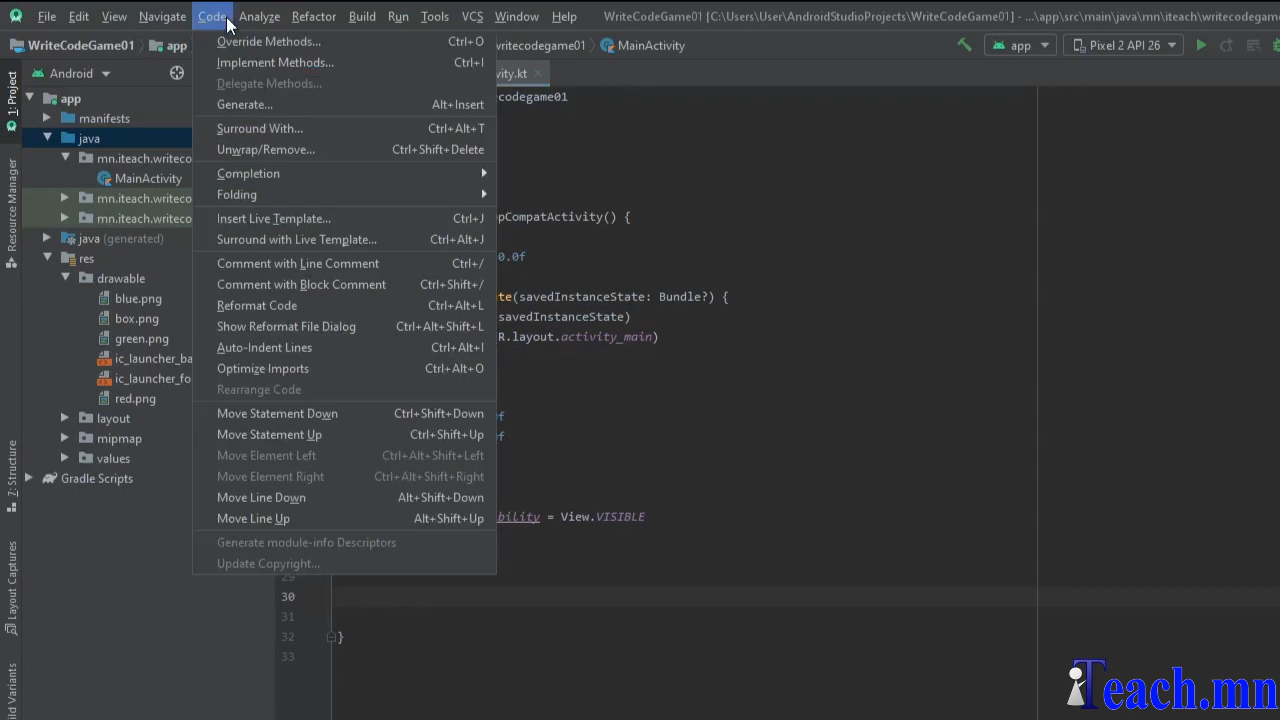 File Edit View Navigate Code Analyze Refactor Build Run Tools VCS Window Help WriteCodeGame01 [C:\Users\User\AndroidStudioProjects\WriteCodeGame01] - ...\app\src\main\java\mn\iteach\writecodegame
WriteCodeGame01 app writecodegame01 MainActivity app Pixel 2 API 26
1: Project
Resource Manager
Z: Structure
Layout Captures
ild Variants
Android
app
manifests
java
mn.iteach.writeco
MainActivity
mn.iteach.writeco
mn.iteach.writeco
java (generated)
res
drawable
blue.png
box.png
green.png
ic_launcher_ba
ic_launcher_fo
red.png
layout
mipmap
values
Gradle Scripts
Override Methods... Ctrl+O
Implement Methods... Ctrl+I
Delegate Methods...
Generate... Alt+Insert
Surround With... Ctrl+Alt+T
Unwrap/Remove... Ctrl+Shift+Delete
Completion
Folding
Insert Live Template... Ctrl+J
Surround with Live Template... Ctrl+Alt+J
Comment with Line Comment Ctrl+/
Comment with Block Comment Ctrl+Shift+/
Reformat Code Ctrl+Alt+L
Show Reformat File Dialog Ctrl+Alt+Shift+L
Auto-Indent Lines Ctrl+Alt+I
Optimize Imports Ctrl+Alt+O
Rearrange Code
Move Statement Down Ctrl+Shift+Down
Move Statement Up Ctrl+Shift+Up
Move Element Left Ctrl+Alt+Shift+Left
Move Element Right Ctrl+Alt+Shift+Right
Move Line Down Alt+Shift+Down
Move Line Up Alt+Shift+Up
Generate module-info Descriptors
Update Copyright...
vity.kt
codegame01
pCompatActivity() {
0.0f
te(savedInstanceState: Bundle?) {
savedInstanceState)
R.layout.activity_main)
0f
0f
bility = View.VISIBLE
29
30
31
32 }
33
iTeach.mn